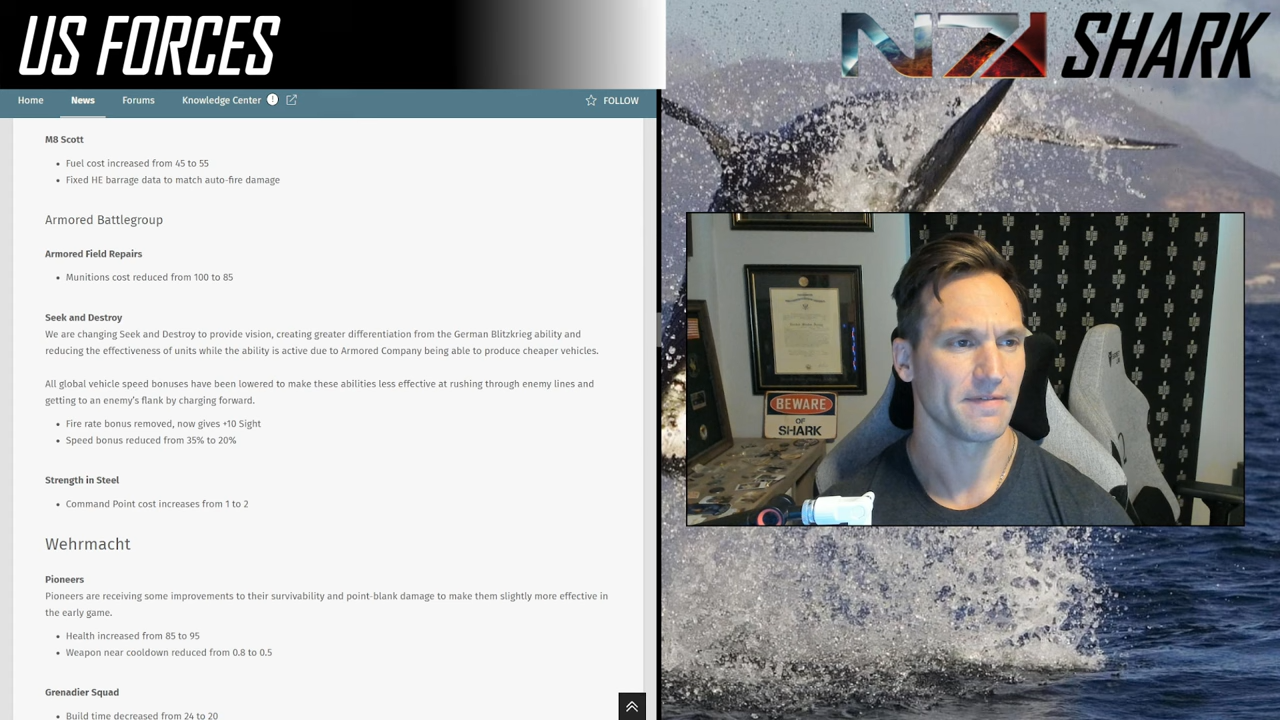 US FORCES
N7 SHARK
Home News Forums Knowledge Center FOLLOW
M8 Scott
• Fuel cost increased from 45 to 55
• Fixed HE barrage data to match auto-fire damage
Armored Battlegroup
Armored Field Repairs
• Munitions cost reduced from 100 to 85
Seek and Destroy
We are changing Seek and Destroy to provide vision, creating greater differentiation from the German Blitzkrieg ability and
reducing the effectiveness of units while the ability is active due to Armored Company being able to produce cheaper vehicles.
All global vehicle speed bonuses have been lowered to make these abilities less effective at rushing through enemy lines and
getting to an enemy's flank by charging forward.
• Fire rate bonus removed, now gives +10 Sight
• Speed bonus reduced from 35% to 20%
Strength in Steel
• Command Point cost increases from 1 to 2
Wehrmacht
Pioneers
Pioneers are receiving some improvements to their survivability and point-blank damage to make them slightly more effective in
the early game.
• Health increased from 85 to 95
• Weapon near cooldown reduced from 0.8 to 0.5
Grenadier Squad
• Build time decreased from 24 to 20
BEWARE
OF
SHARK